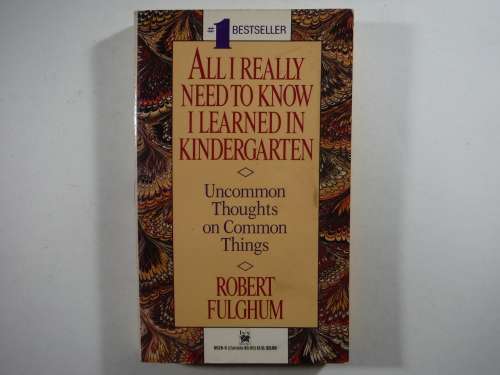 #1 BESTSELLER
ALL I REALLY
NEED TO KNOW
I LEARNED IN
KINDERGARTEN
Uncommon
Thoughts
on Common
Things
ROBERT
FULGHUM